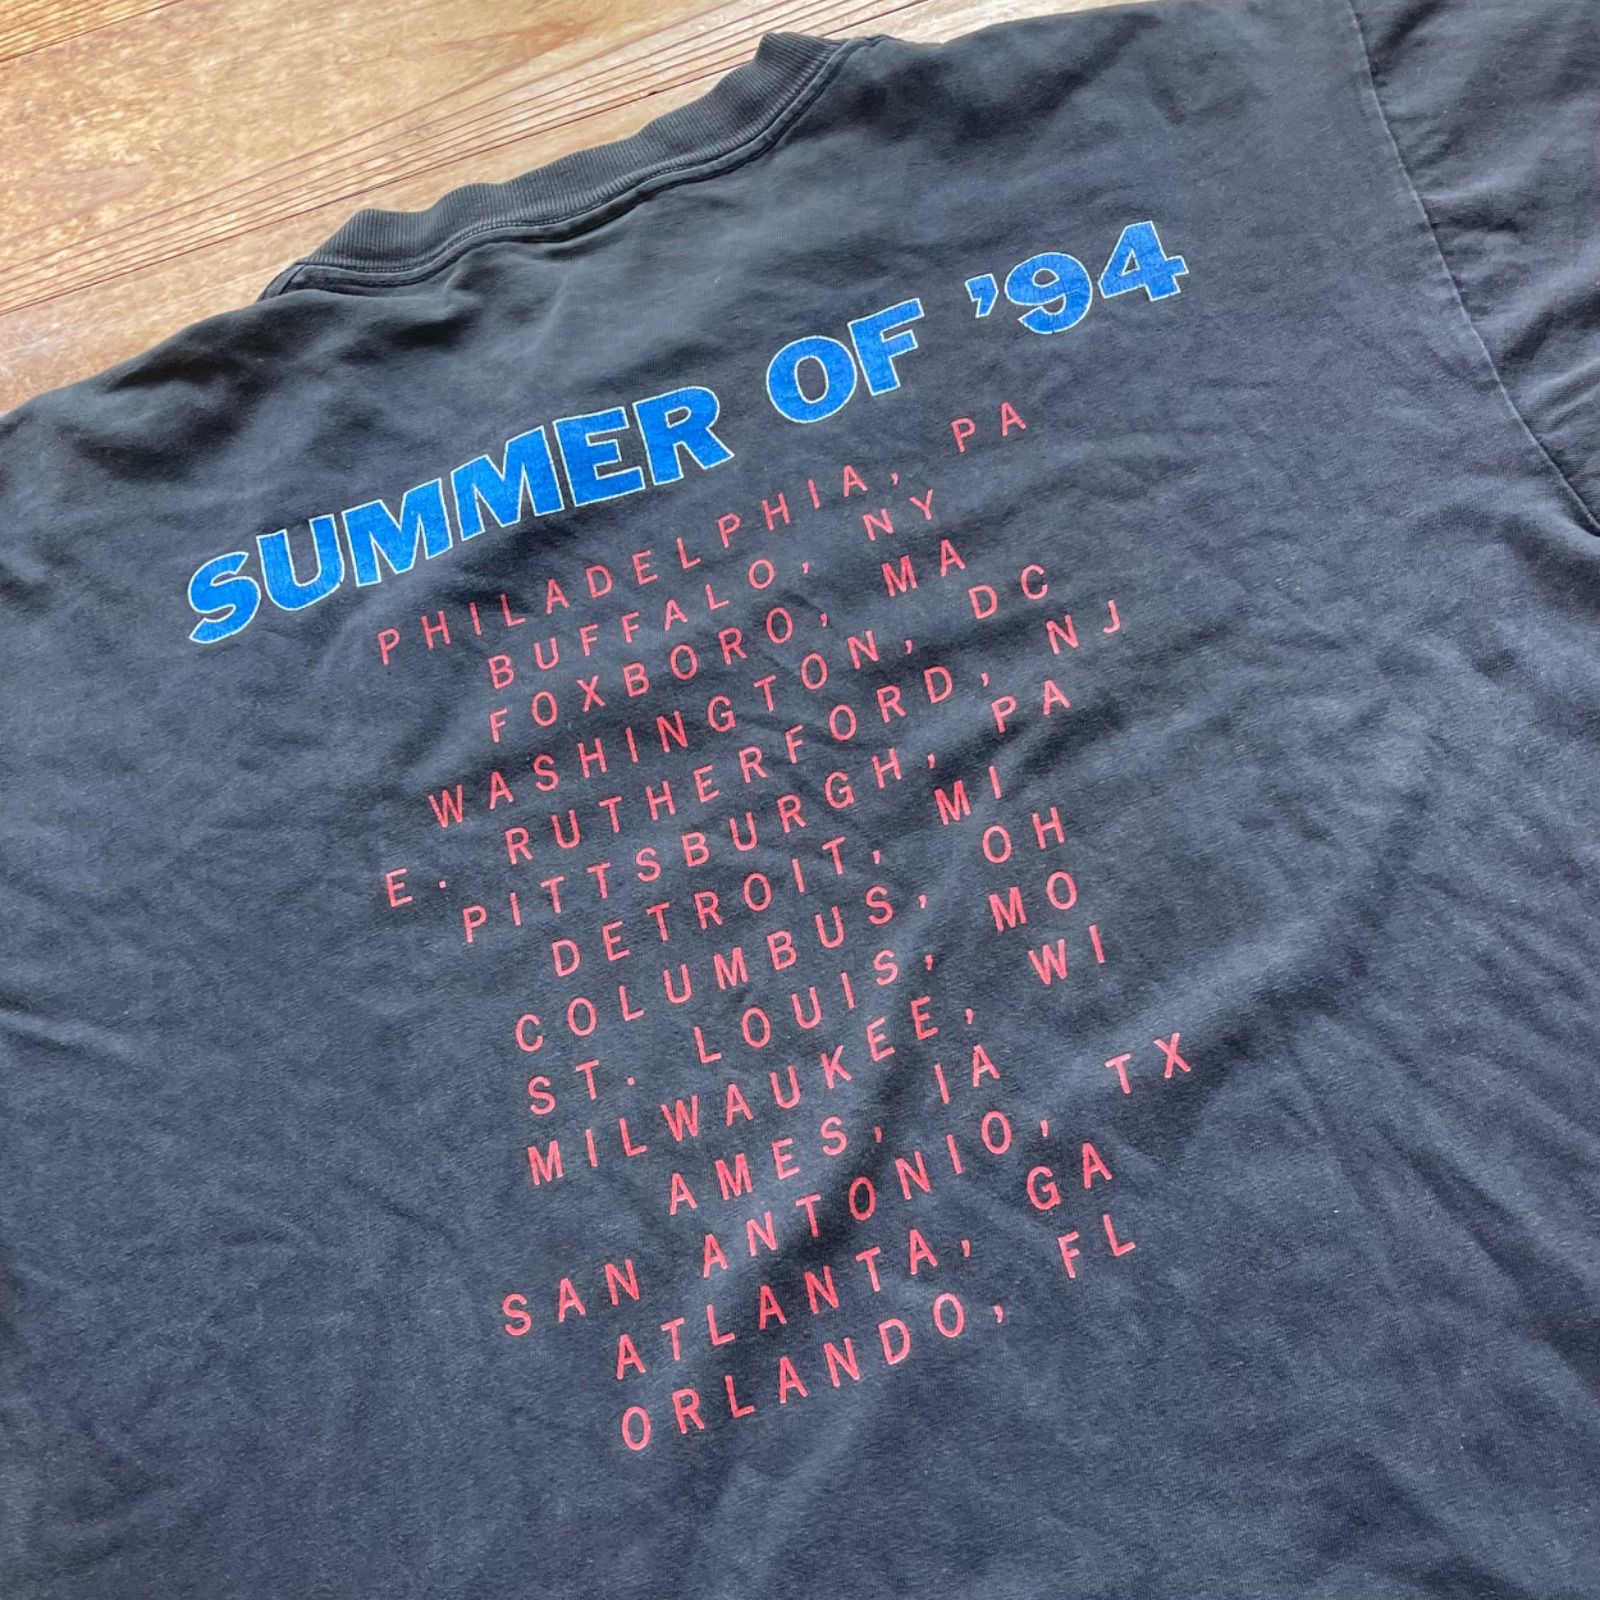 SUMMER OF ’94
PHILADELPHIA, PA
BUFFALO, NY
FOXBORO, MA
WASHINGTON, DC
E. RUTHERFORD, NJ
PITTSBURGH, PA
DETROIT, MI
COLUMBUS, OH
ST. LOUIS, MO
MILWAUKEE, WI
AMES, IA
SAN ANTONIO, TX
ATLANTA, GA
ORLANDO, FL